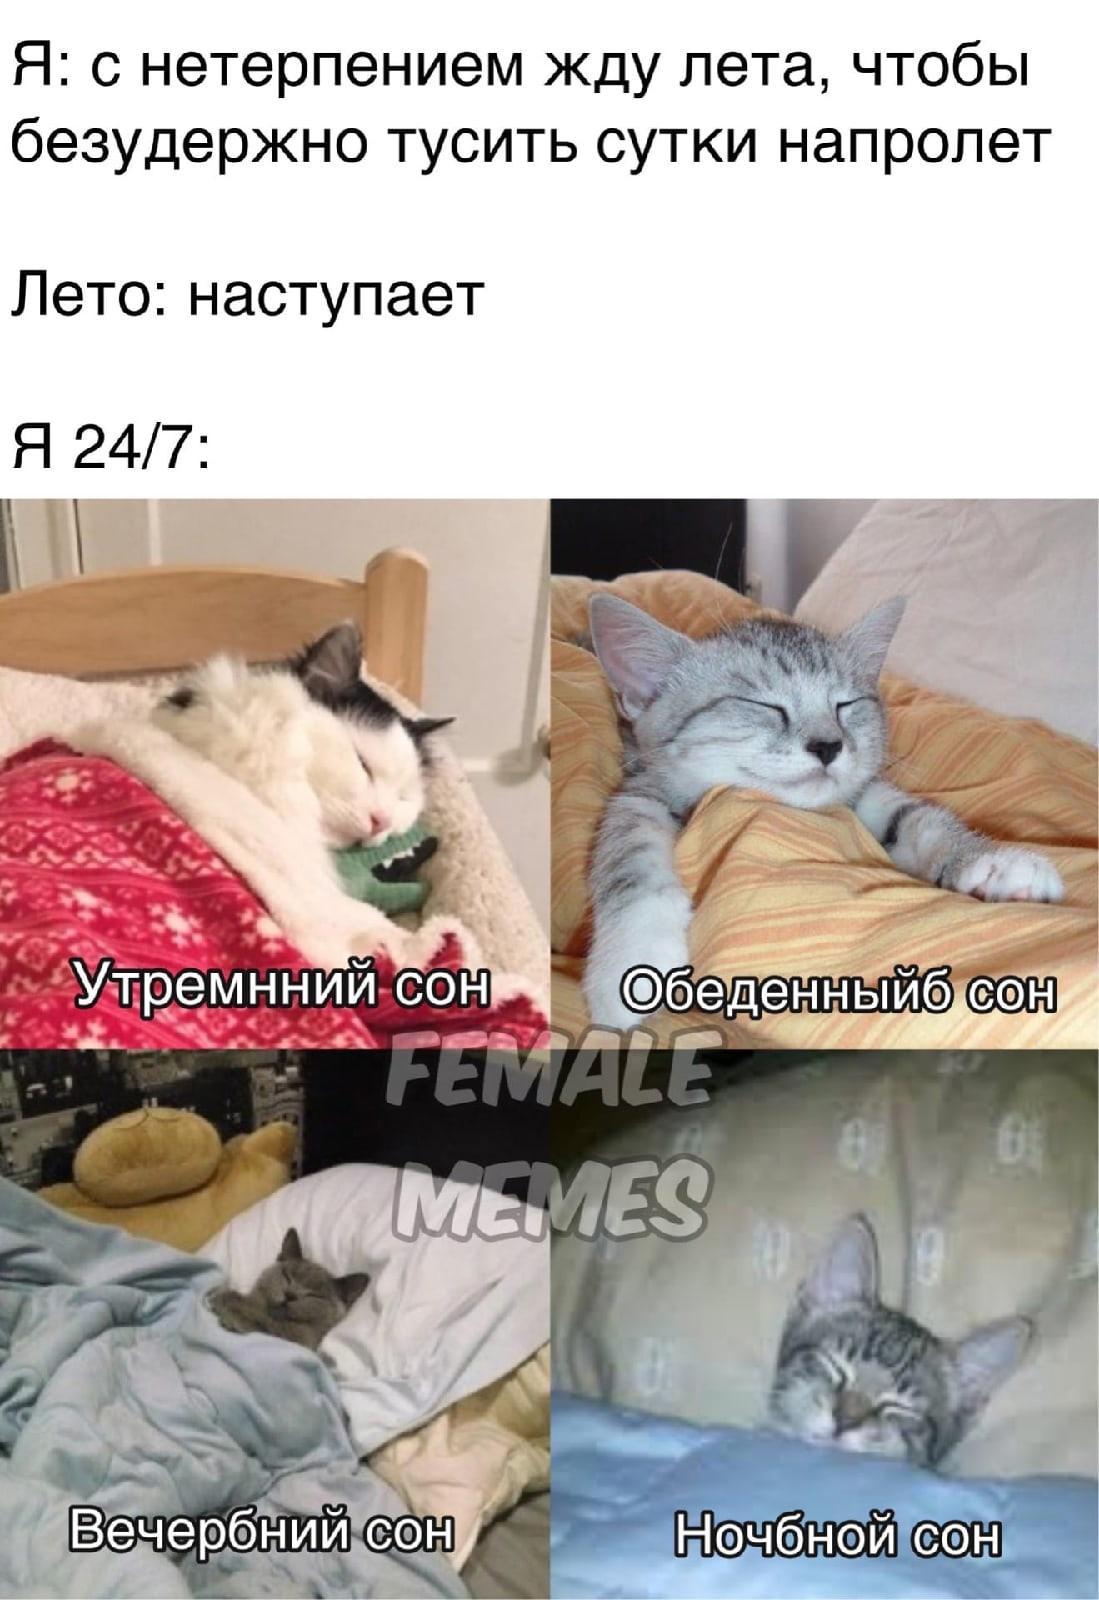 Я: с нетерпением жду лета, чтобы
безудержно тусить сутки напролет
Лето: наступает
Я 24/7:
Утремнний сон
Обеденныйб сон
FEMALE
MEMES
Вечербний сон
Ночбной сон